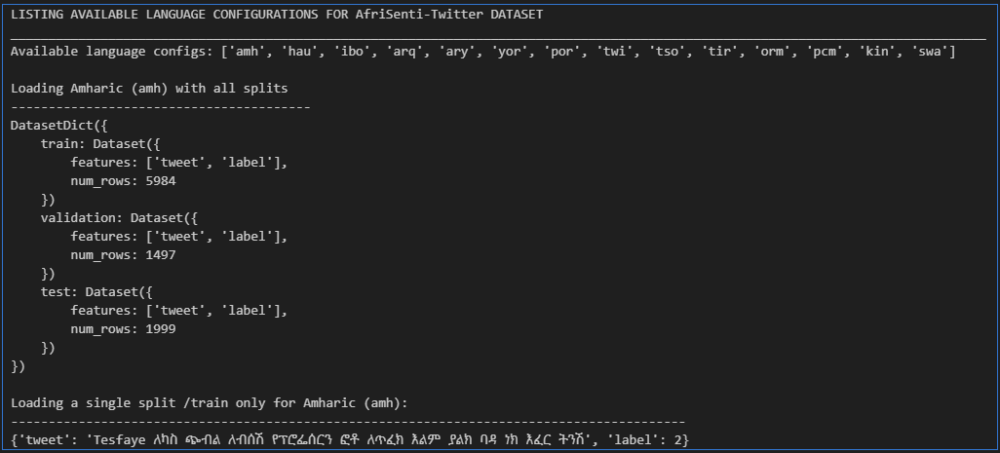 LISTING AVAILABLE LANGUAGE CONFIGURATIONS FOR AfriSenti-Twitter DATASET
Available language configs: ['amh', 'hau', 'ibo', 'arq', 'ary', 'yor', 'por', 'twi', 'tso', 'tir', 'orm', 'pcm', 'kin', 'swa']
Loading Amharic (amh) with all splits
----------------------------------------
DatasetDict({
    train: Dataset({
        features: ['tweet', 'label'],
        num_rows: 5984
    })
    validation: Dataset({
        features: ['tweet', 'label'],
        num_rows: 1497
    })
    test: Dataset({
        features: ['tweet', 'label'],
        num_rows: 1999
    })
})
Loading a single split /train only for Amharic (amh):
------------------------------------------------------------------------------------------
{'tweet': 'Tesfaye ለካስ ጭብል ለብሰሽ የፕሮፌሰርን ፎቶ ለጥፈክ እልም ያልክ ባዳ ነክ እፈር ትንሽ', 'label': 2}